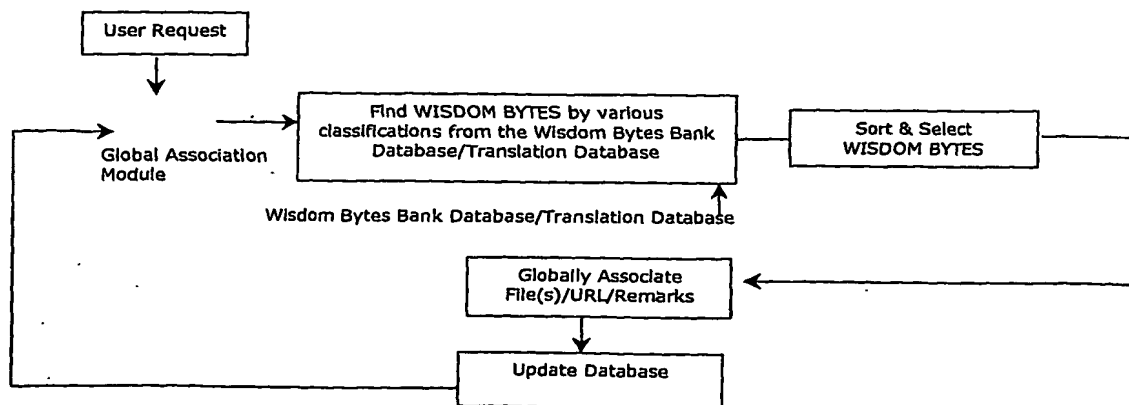 User Request
Find WISDOM BYTES by various
classifications from the Wisdom Bytes Bank
Database/Translation Database
Sort & Select
WISDOM BYTES
Global Association
Module
Wisdom Bytes Bank Database/Translation Database
Globally Associate
File(s)/URL/Remarks
Update Database